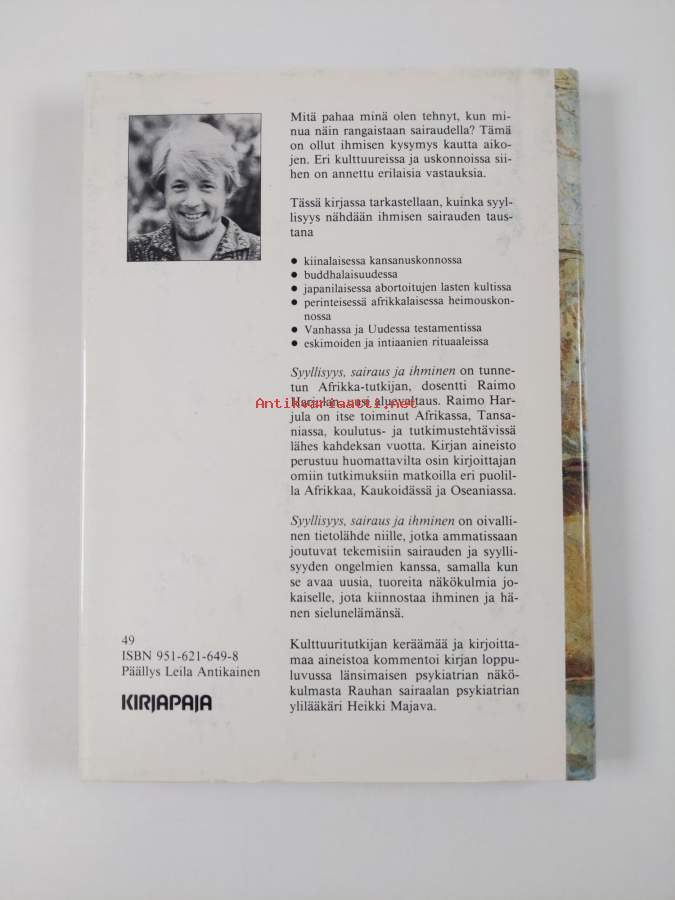 Mitä pahaa minä olen tehnyt, kun mi-
nua näin rangaistaan sairaudella? Tämä
on ollut ihmisen kysymys kautta aiko-
jen. Eri kulttuureissa ja uskonnoissa sii-
hen on annettu erilaisia vastauksia.
Tässä kirjassa tarkastellaan, kuinka syyl-
lisyys nähdään ihmisen sairauden taus-
tana
• kiinalaisessa kansanuskonnossa
• buddhalaisuudessa
• japanilaisessa abortoitujen lasten kultissa
• perinteisessä afrikkalaisessa heimouskon-
nossa
• Vanhassa ja Uudessa testamentissa
• eskimoiden ja intiaanien rituaaleissa
Syyllisyys, sairaus ja ihminen on tunne-
tun Afrikka-tutkijan, dosentti Raimo
Harjulan uusi aluevaltaus. Raimo Har-
Antikvariaatti.net
jula on itse toiminut Afrikassa, Tansa-
niassa, koulutus- ja tutkimustehtävissä
lähes kahdeksan vuotta. Kirjan aineisto
perustuu huomattavilta osin kirjoittajan
omiin tutkimuksiin matkoilla eri puolil-
la Afrikkaa, Kaukoidässä ja Oseaniassa.
Syyllisyys, sairaus ja ihminen on oivalli-
nen tietolähde niille, jotka ammatissaan
joutuvat tekemisiin sairauden ja syylli-
syyden ongelmien kanssa, samalla kun
se avaa uusia, tuoreita näkökulmia jo-
kaiselle, jota kiinnostaa ihminen ja hä-
nen sielunelämänsä.
Kulttuuritutkijan keräämää ja kirjoitta-
maa aineistoa kommentoi kirjan loppu-
luvussa länsimaisen psykiatrian näkö-
kulmasta Rauhan sairaalan psykiatrian
ylilääkäri Heikki Majava.
49
ISBN 951-621-649-8
Päällys Leila Antikainen
KIRJAPAJA